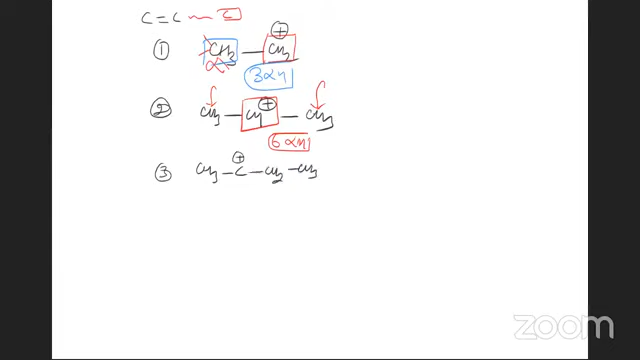 C=C C
① CH3 — CH2 ⊕
α
3αH
② CH3 — CH ⊕ — CH3
6αH
③ CH3 — C ⊕ — CH2 — CH3
zoom